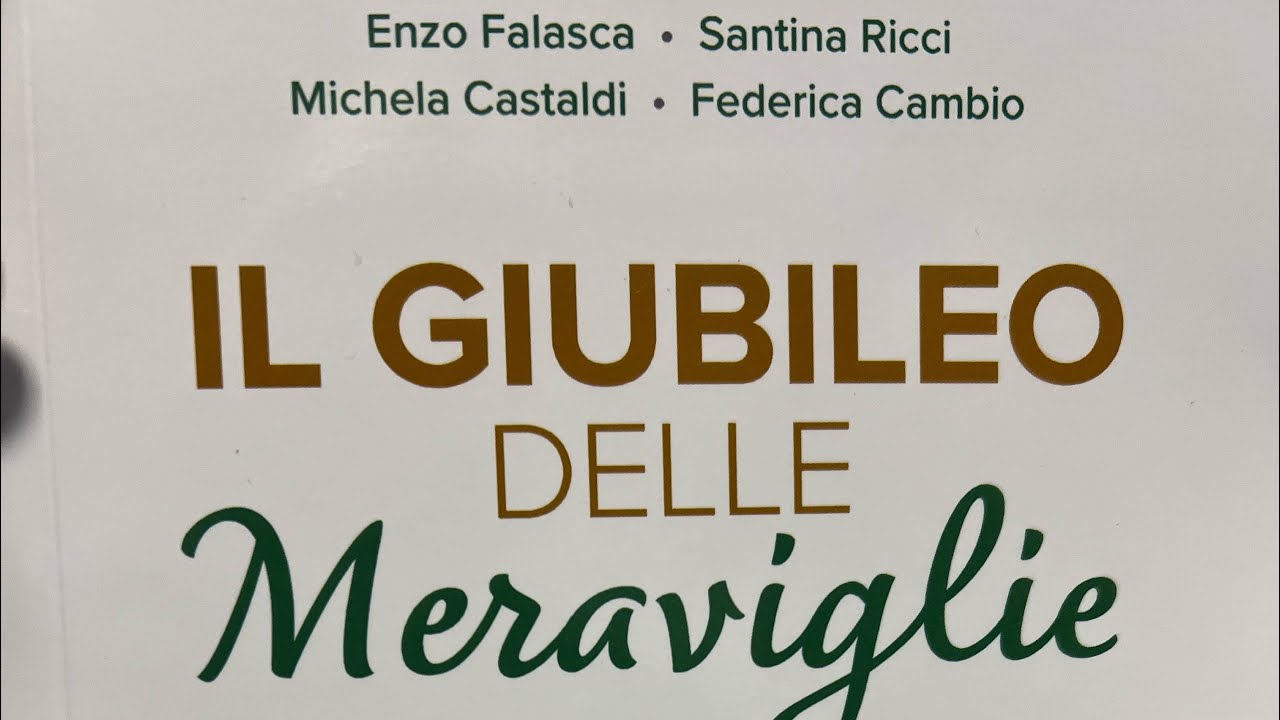 Enzo Falasca • Santina Ricci
Michela Castaldi • Federica Cambio
IL GIUBILEO
DELLE
Meraviglie